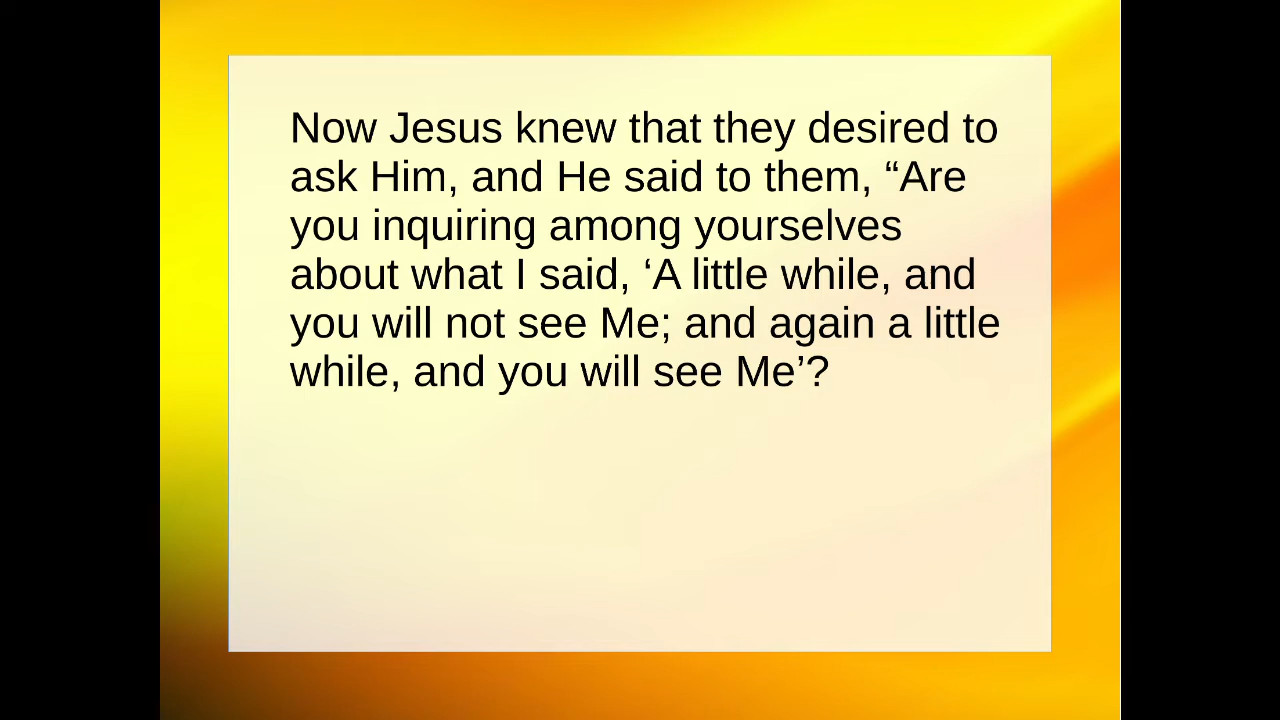 Now Jesus knew that they desired to
ask Him, and He said to them, “Are
you inquiring among yourselves
about what I said, ‘A little while, and
you will not see Me; and again a little
while, and you will see Me’?